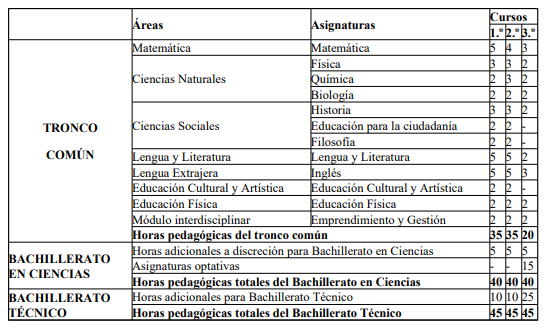 Áreas Asignaturas Cursos
1.º 2.º 3.º
TRONCO COMÚN
Matemática Matemática 5 4 3
Ciencias Naturales
Física 3 3 2
Química 2 3 2
Biología 2 2 2
Ciencias Sociales
Historia 3 3 2
Educación para la ciudadanía 2 2 -
Filosofía 2 2 -
Lengua y Literatura Lengua y Literatura 5 5 2
Lengua Extrajera Inglés 5 5 3
Educación Cultural y Artística Educación Cultural y Artística 2 2 -
Educación Física Educación Física 2 2 2
Módulo interdisciplinar Emprendimiento y Gestión 2 2 2
Horas pedagógicas del tronco común 35 35 20
BACHILLERATO EN CIENCIAS
Horas adicionales a discreción para Bachillerato en Ciencias 5 5 5
Asignaturas optativas - - 15
Horas pedagógicas totales del Bachillerato en Ciencias 40 40 40
BACHILLERATO TÉCNICO
Horas adicionales para Bachillerato Técnico 10 10 25
Horas pedagógicas totales del Bachillerato Técnico 45 45 45